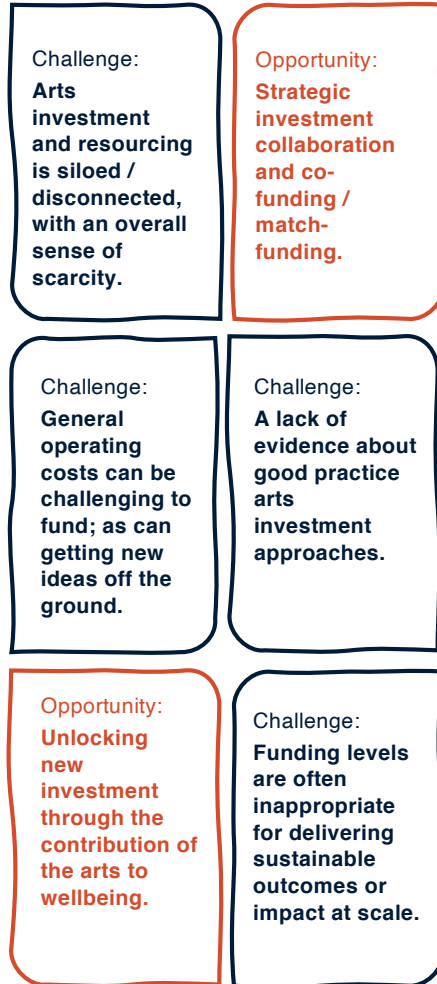 Challenge:
Arts
investment
and resourcing
is siloed /
disconnected,
with an overall
sense of
scarcity.
Opportunity:
Strategic
investment
collaboration
and co-
funding /
match-
funding.
Challenge:
General
operating
costs can be
challenging to
fund; as can
getting new
ideas off the
ground.
Challenge:
A lack of
evidence about
good practice
arts
investment
approaches.
Opportunity:
Unlocking
new
investment
through the
contribution of
the arts to
wellbeing.
Challenge:
Funding levels
are often
inappropriate
for delivering
sustainable
outcomes or
impact at scale.